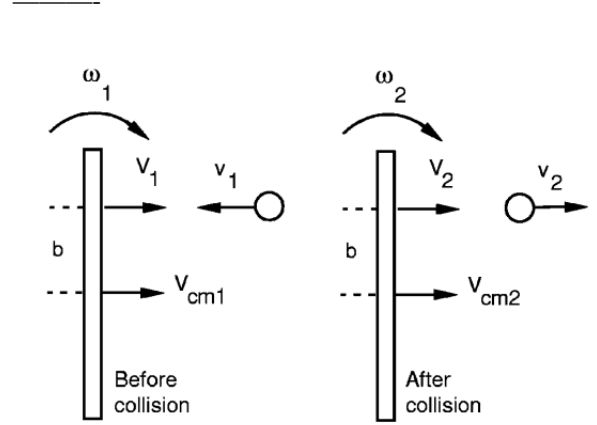 ω1
ω2
V1
v1
V2
v2
b
b
Vcm1
Vcm2
Before
collision
After
collision